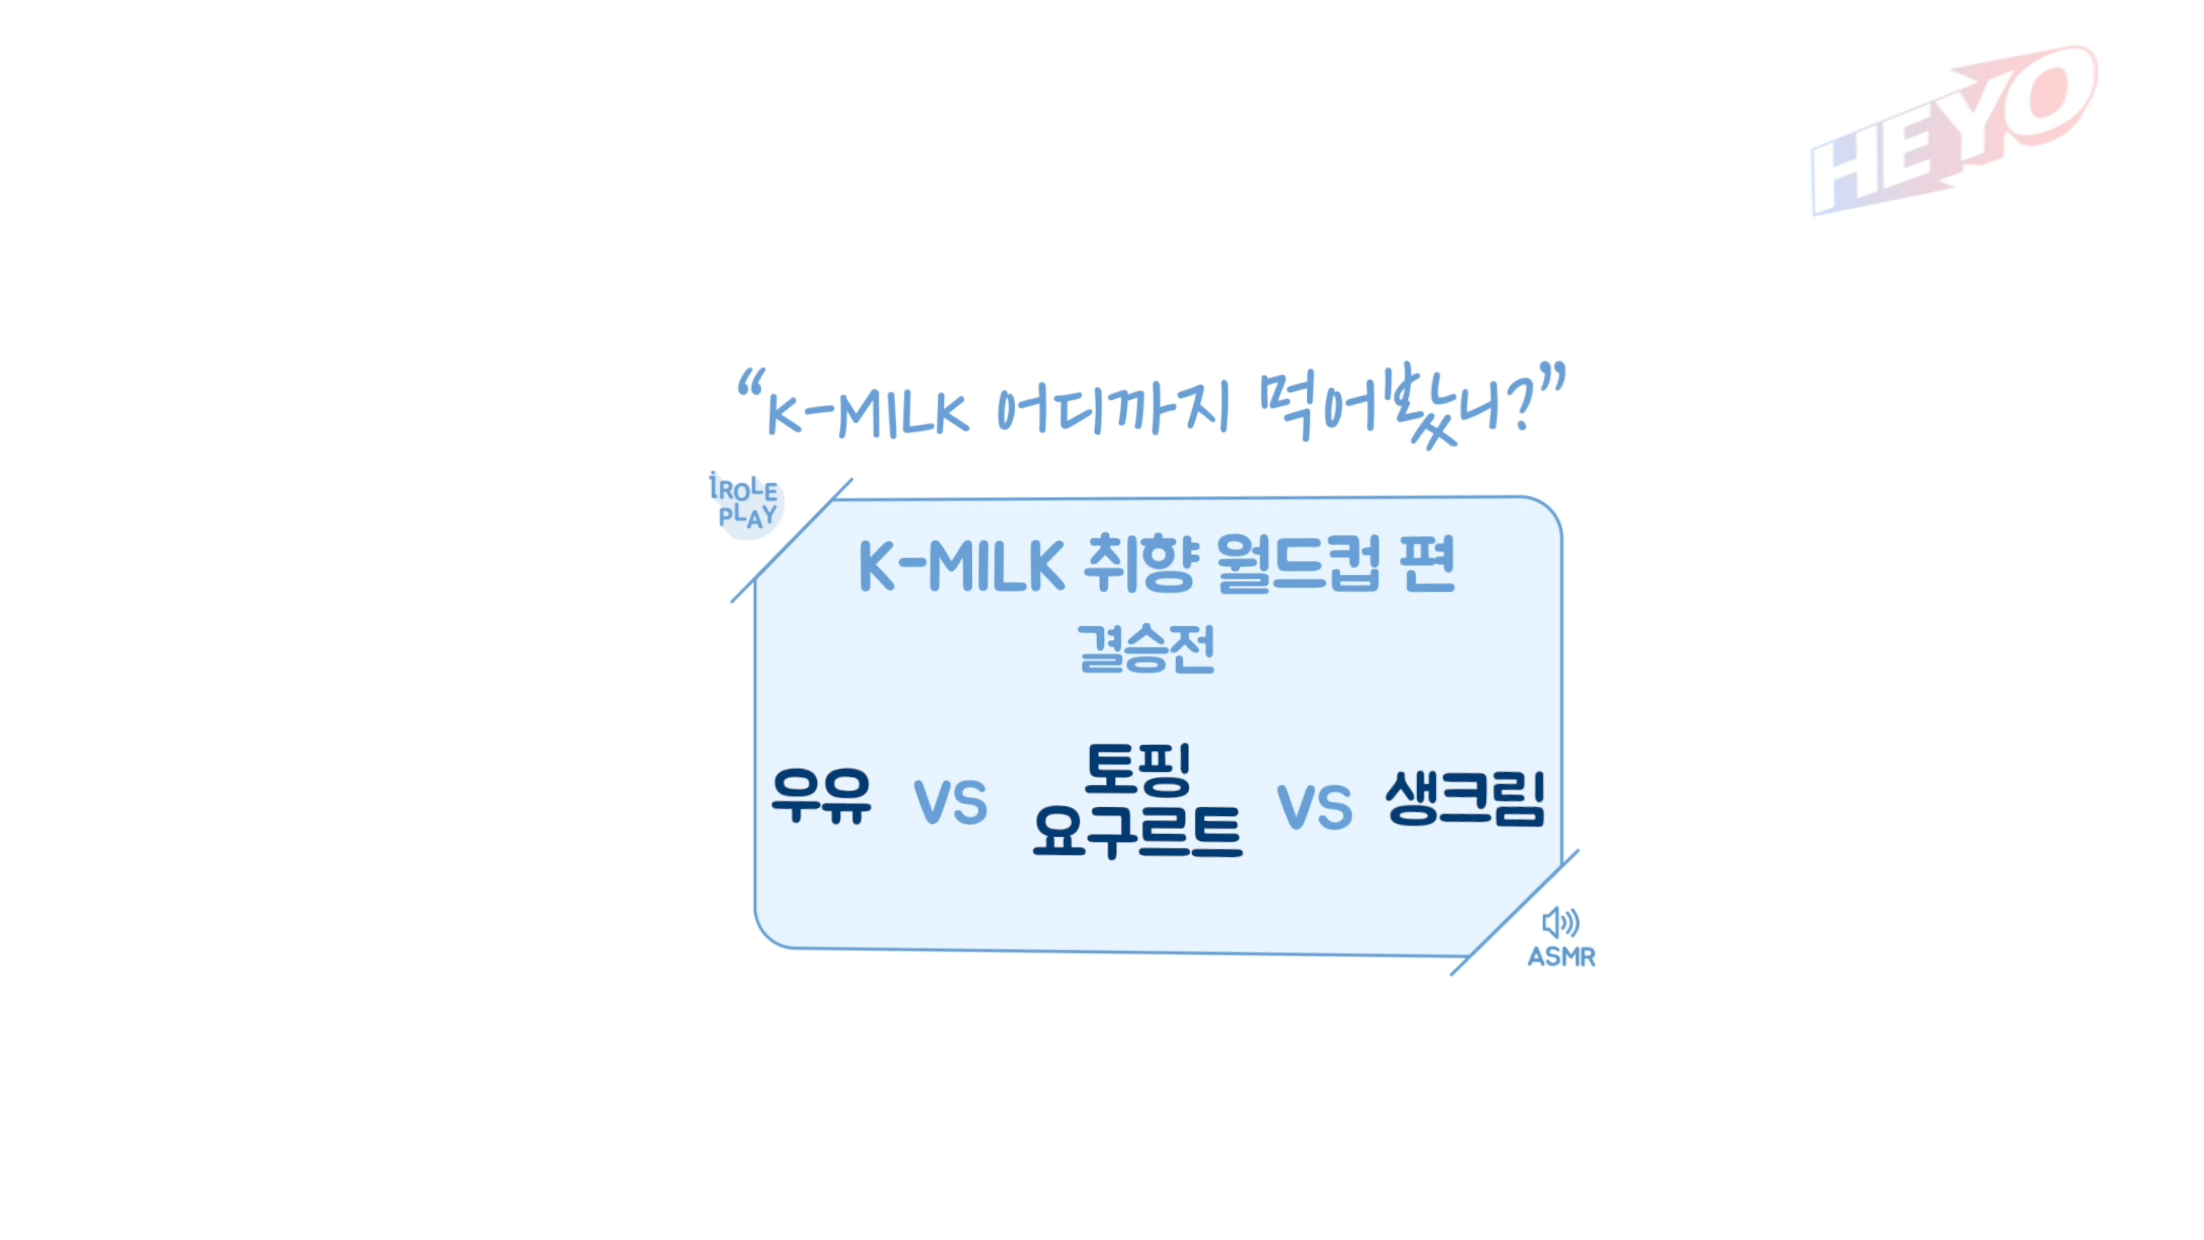 HEYO
“K-MILK 어디까지 먹어봤니?”
iROLE
PLAY
K-MILK 취향 월드컵 편
결승전
우유 VS 토핑 요구르트 VS 생크림
ASMR